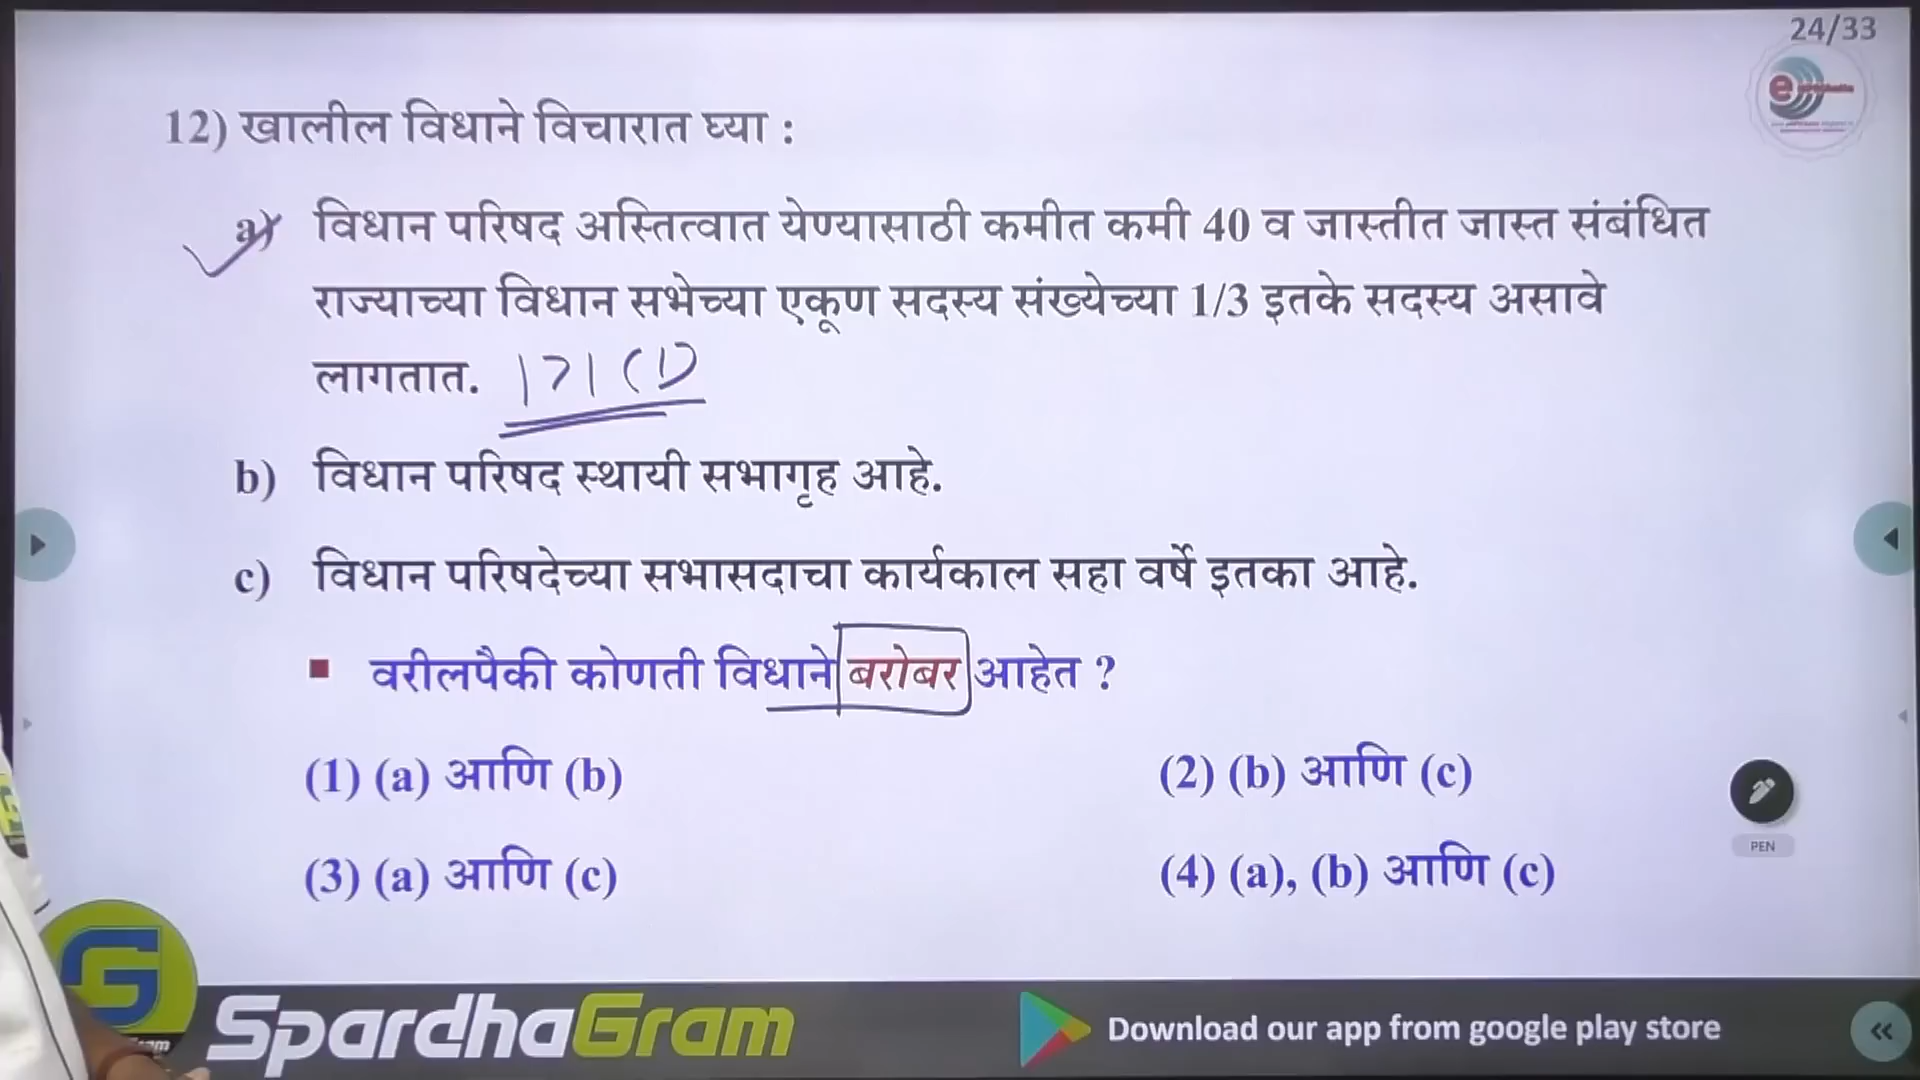 24/33
12) खालील विधाने विचारात घ्या :
a) विधान परिषद अस्तित्वात येण्यासाठी कमीत कमी 40 व जास्तीत जास्त संबंधित
राज्याच्या विधान सभेच्या एकूण सदस्य संख्येच्या 1/3 इतके सदस्य असावे
लागतात. 171 (1)
b) विधान परिषद स्थायी सभागृह आहे.
c) विधान परिषदेच्या सभासदाचा कार्यकाल सहा वर्षे इतका आहे.
▪ वरीलपैकी कोणती विधाने बरोबर आहेत ?
(1) (a) आणि (b) (2) (b) आणि (c)
PEN
(3) (a) आणि (c) (4) (a), (b) आणि (c)
SpardhaGram
Download our app from google play store